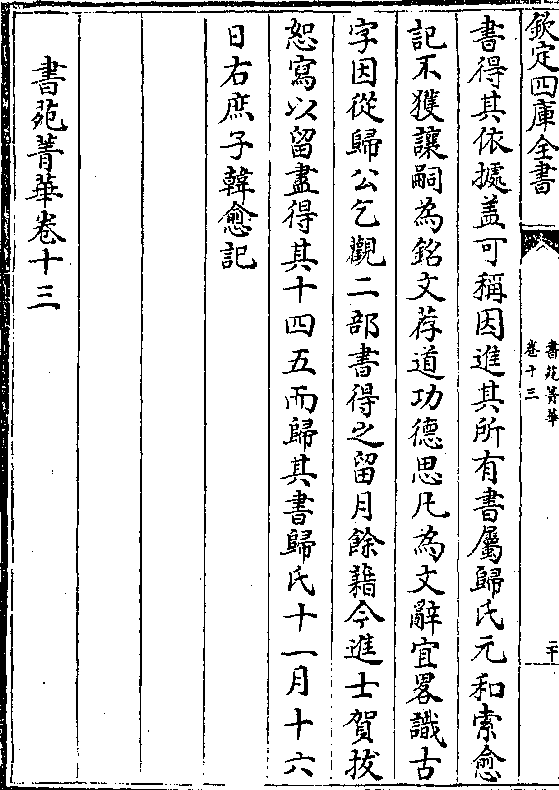 欽定四庫全書
書苑菁華
卷十三
二十
書得其依據盖可稱因進其所有書屬歸氏元和索愈
記不獲讓嗣為銘文荐道功德思凡為文辭宜畧識古
字因從歸公乞觀二部書得之留月餘藉令進士賀拔
恕寫以留盡得其十四五而歸其書歸氏十一月十六
日右庶子韓愈記
書苑菁華卷十三